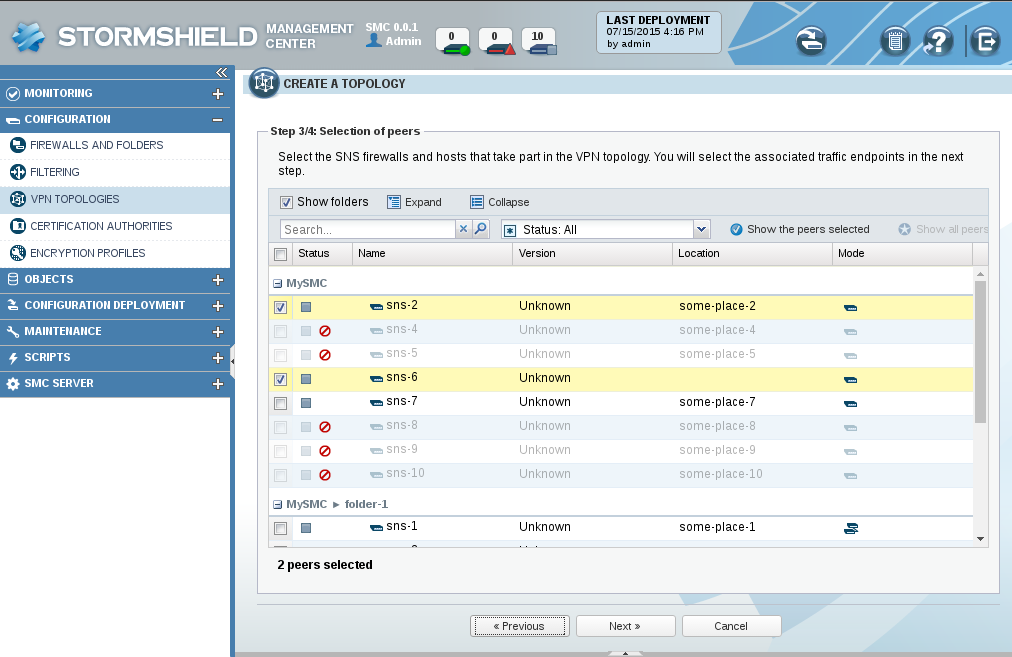 STORMSHIELD
MANAGEMENT
CENTER
SMC 0.0.1
Admin
0
0
10
LAST DEPLOYMENT
07/15/2015 4:16 PM
by admin
MONITORING
CONFIGURATION
FIREWALLS AND FOLDERS
FILTERING
VPN TOPOLOGIES
CERTIFICATION AUTHORITIES
ENCRYPTION PROFILES
OBJECTS
CONFIGURATION DEPLOYMENT
MAINTENANCE
SCRIPTS
SMC SERVER
CREATE A TOPOLOGY
Step 3/4: Selection of peers
Select the SNS firewalls and hosts that take part in the VPN topology. You will select the associated traffic endpoints in the next
step.
Show folders Expand Collapse
Search... Status: All Show the peers selected Show all peers
Status Name Version Location Mode
MySMC
sns-2 Unknown some-place-2
sns-4 Unknown some-place-4
sns-5 Unknown some-place-5
sns-6 Unknown
sns-7 Unknown some-place-7
sns-8 Unknown some-place-8
sns-9 Unknown some-place-9
sns-10 Unknown some-place-10
MySMC ► folder-1
sns-1 Unknown some-place-1
2 peers selected
« Previous Next » Cancel